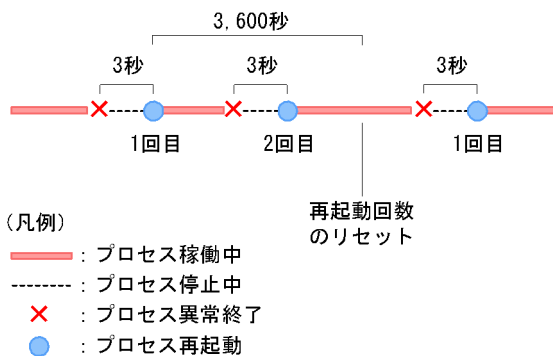 3,600秒
3秒
3秒
3秒
1回目
2回目
1回目
再起動回数
のリセット
(凡例)
: プロセス稼働中
: プロセス停止中
: プロセス異常終了
: プロセス再起動